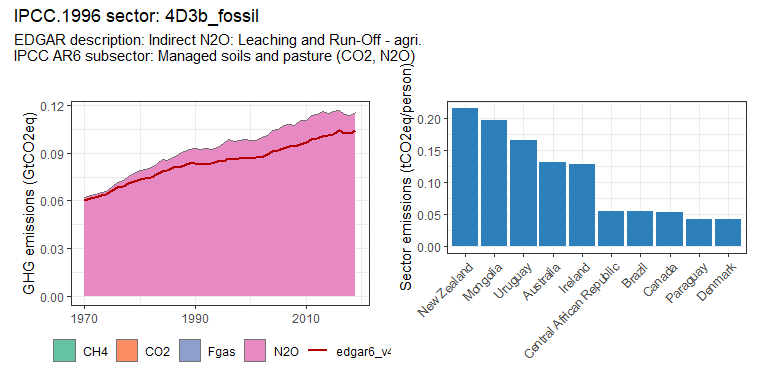 IPCC.1996 sector: 4D3b_fossil
EDGAR description: Indirect N2O: Leaching and Run-Off - agri.
IPCC AR6 subsector: Managed soils and pasture (CO2, N2O)
GHG emissions (GtCO2eq)
0.12
0.09
0.06
0.03
0.00
1970
1990
2010
CH4
CO2
Fgas
N2O
edgar6_v4
Sector emissions (tCO2eq/person)
0.20
0.15
0.10
0.05
0.00
New Zealand
Mongolia
Uruguay
Australia
Ireland
Central African Republic
Brazil
Canada
Paraguay
Denmark